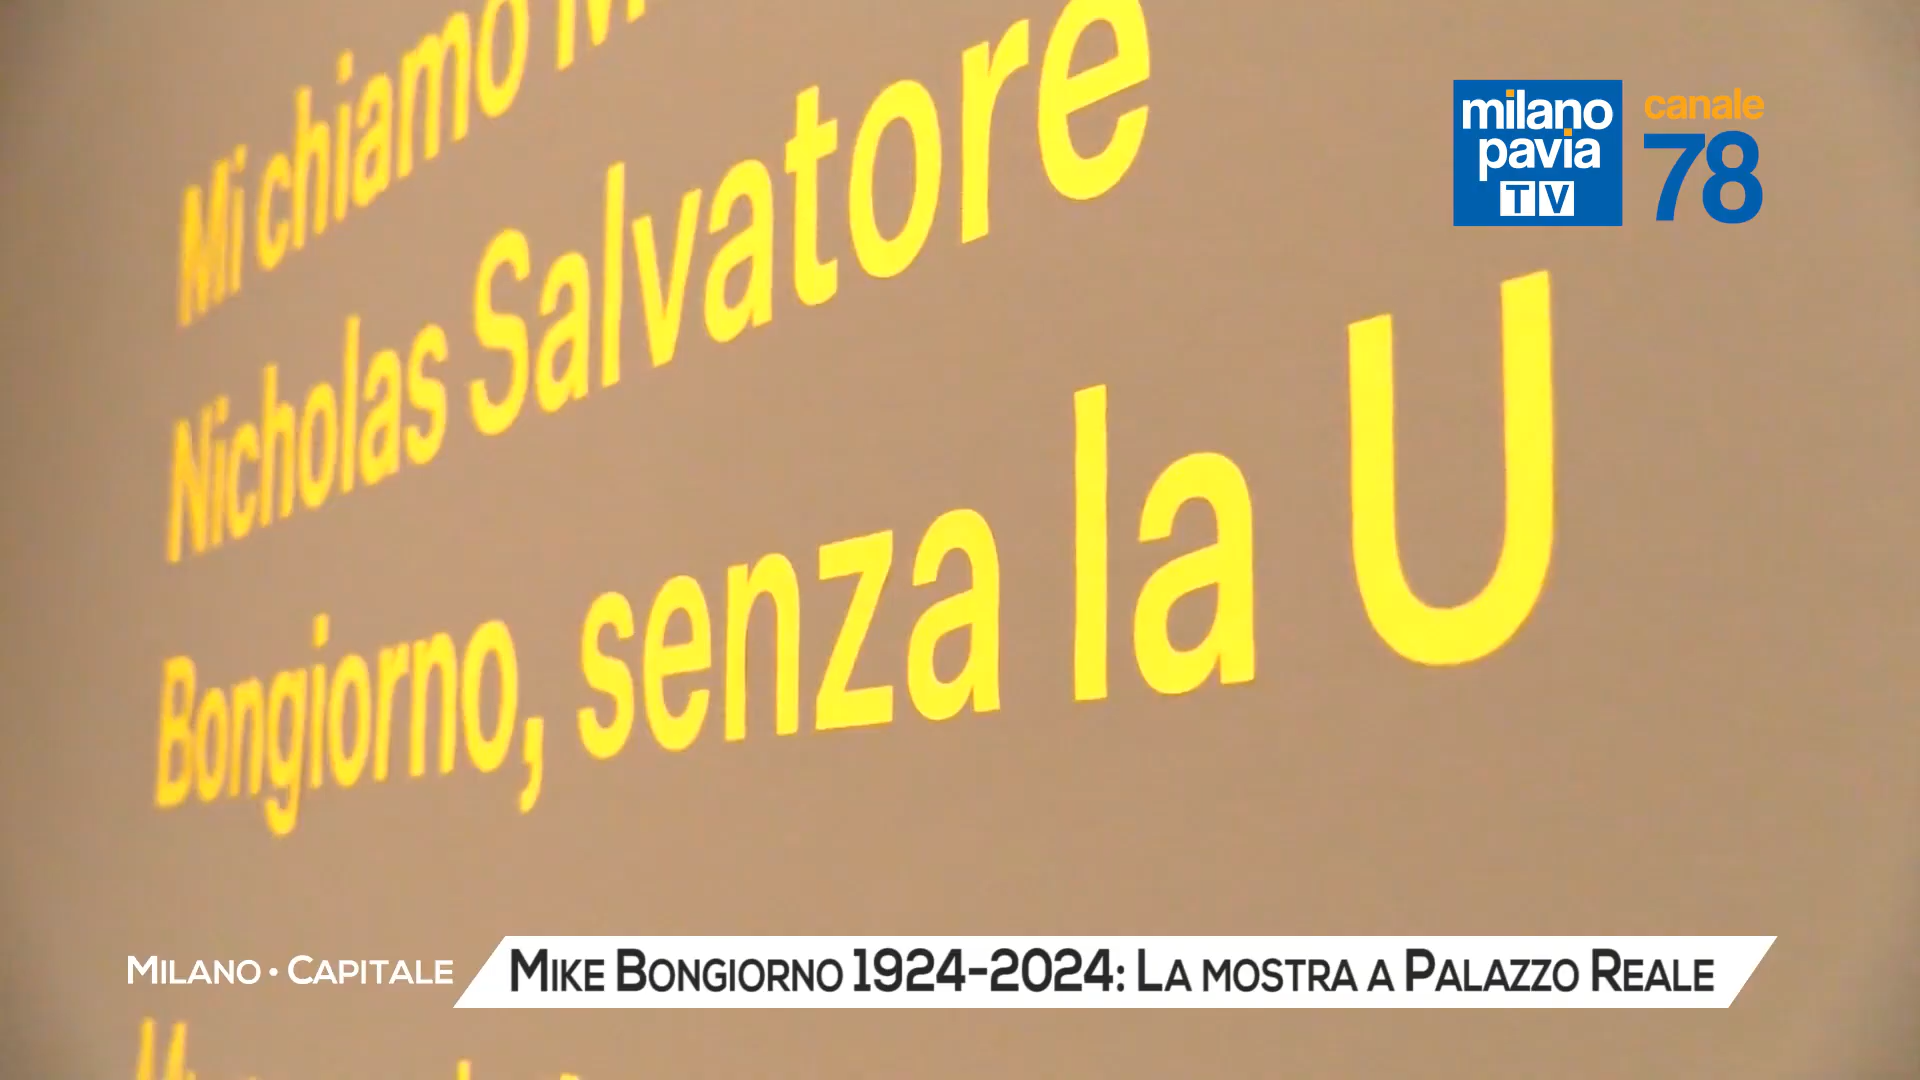 Mi chiamo
Nicholas Salvatore
Bongiorno, senza la U
milano
pavia
TV
canale
78
MILANO • CAPITALE
MIKE BONGIORNO 1924-2024: LA MOSTRA A PALAZZO REALE